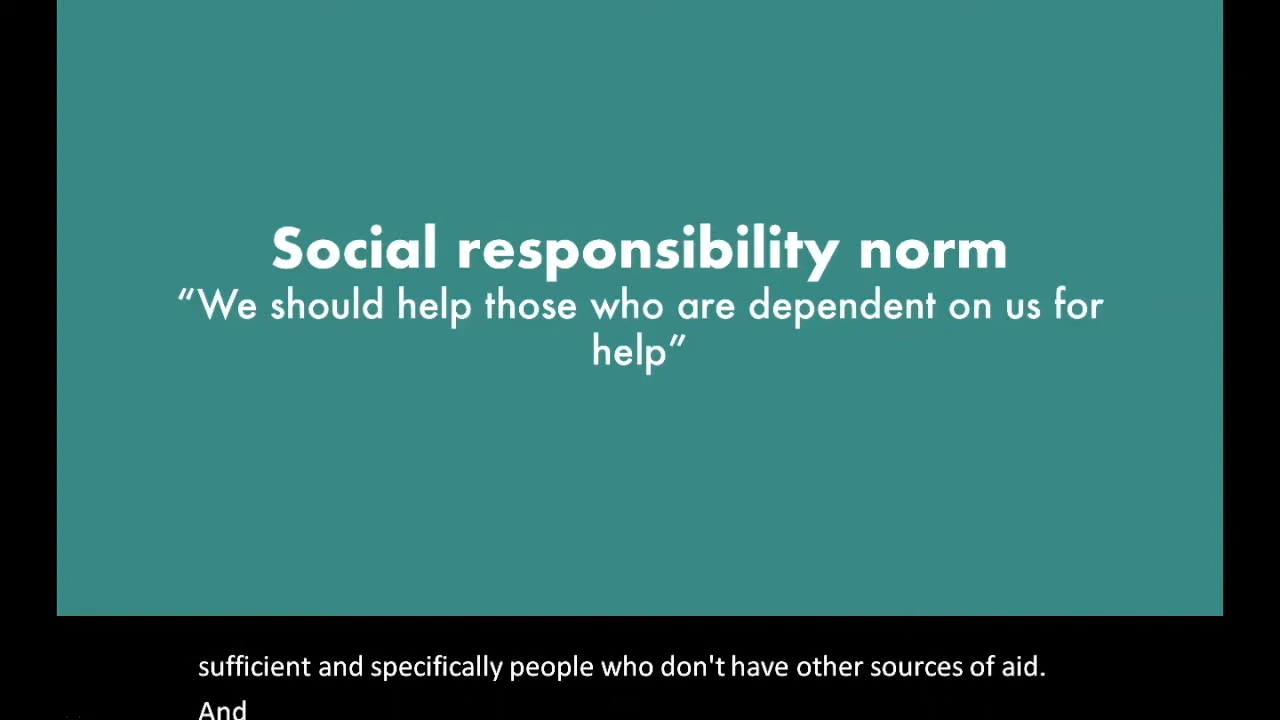 Social responsibility norm
“We should help those who are dependent on us for
help”
sufficient and specifically people who don't have other sources of aid.
And